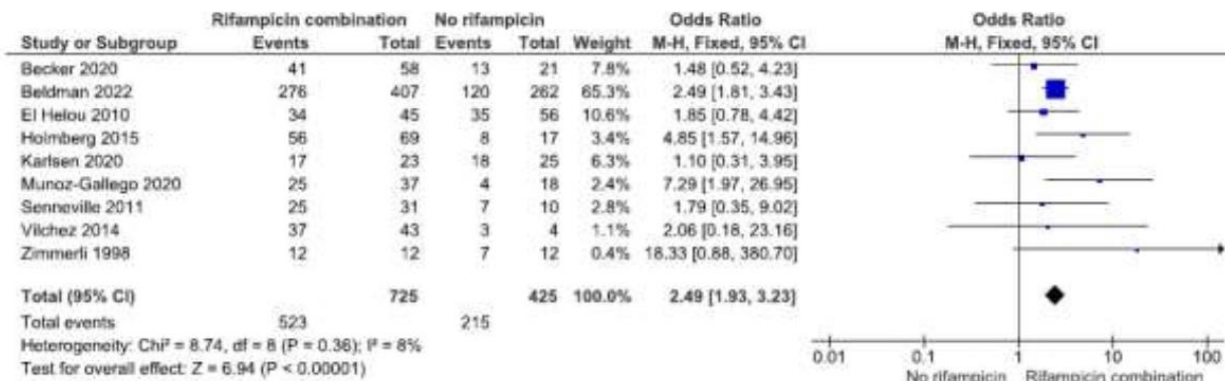 Rifampicin combination No rifampicin Odds Ratio Odds Ratio
Study or Subgroup Events Total Events Total Weight M-H, Fixed, 95% CI M-H, Fixed, 95% CI
Becker 2020 41 58 13 21 7.8% 1.48 [0.52, 4.23]
Beldman 2022 276 407 120 262 65.3% 2.49 [1.81, 3.43]
El Helou 2010 34 45 35 56 10.6% 1.85 [0.78, 4.42]
Holmberg 2015 56 69 8 17 3.4% 4.85 [1.57, 14.96]
Karlsen 2020 17 23 18 25 6.3% 1.10 [0.31, 3.95]
Munoz-Gallego 2020 25 37 4 18 2.4% 7.29 [1.97, 26.95]
Senneville 2011 25 31 7 10 2.8% 1.79 [0.35, 9.02]
Vilchez 2014 37 43 3 4 1.1% 2.06 [0.18, 23.16]
Zimmerli 1998 12 12 7 12 0.4% 18.33 [0.88, 380.70]
Total (95% CI) 725 425 100.0% 2.49 [1.93, 3.23]
Total events 523 215
Heterogeneity: Chi² = 8.74, df = 8 (P = 0.36); I² = 8%
Test for overall effect: Z = 6.94 (P < 0.00001)
0.01 0.1 1 10 100
No rifampicin Rifampicin combination